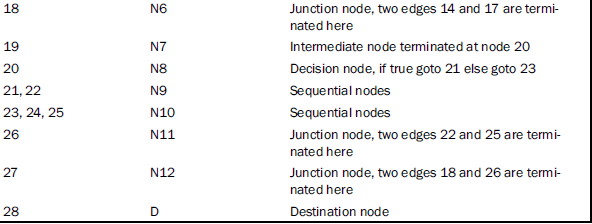 18 N6 Junction node, two edges 14 and 17 are termi-
nated here
19 N7 Intermediate node terminated at node 20
20 N8 Decision node, if true goto 21 else goto 23
21, 22 N9 Sequential nodes
23, 24, 25 N10 Sequential nodes
26 N11 Junction node, two edges 22 and 25 are termi-
nated here
27 N12 Junction node, two edges 18 and 26 are termi-
nated here
28 D Destination node